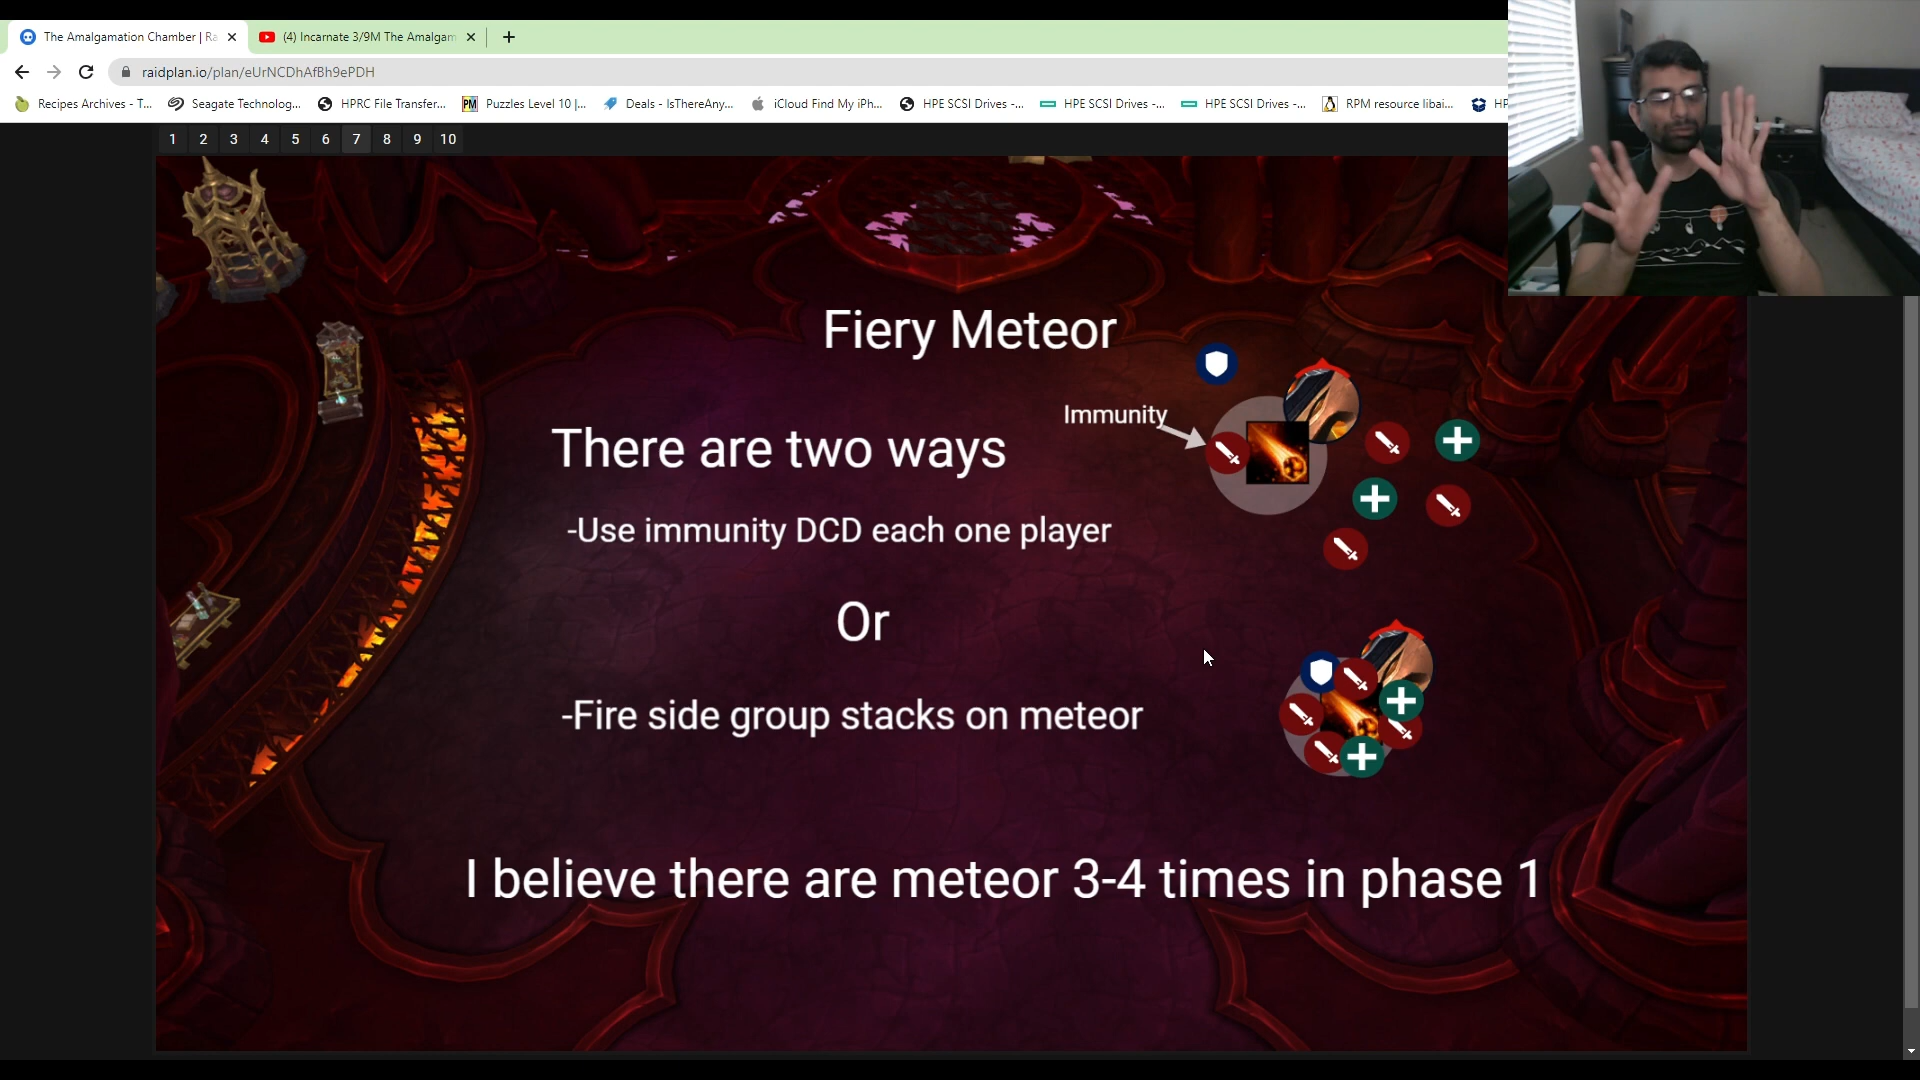 The Amalgamation Chamber | Ra
(4) Incarnate 3/9M The Amalgam
raidplan.io/plan/eUrNCDhAfBh9ePDH
Recipes Archives - T...
Seagate Technolog...
HPRC File Transfer...
PM
Puzzles Level 10 |...
Deals - IsThereAny...
iCloud Find My iPh...
HPE SCSI Drives -...
HPE SCSI Drives -...
HPE SCSI Drives -...
RPM resource libai...
HP
1 2 3 4 5 6 7 8 9 10
Fiery Meteor
Immunity
There are two ways
-Use immunity DCD each one player
Or
-Fire side group stacks on meteor
I believe there are meteor 3-4 times in phase 1